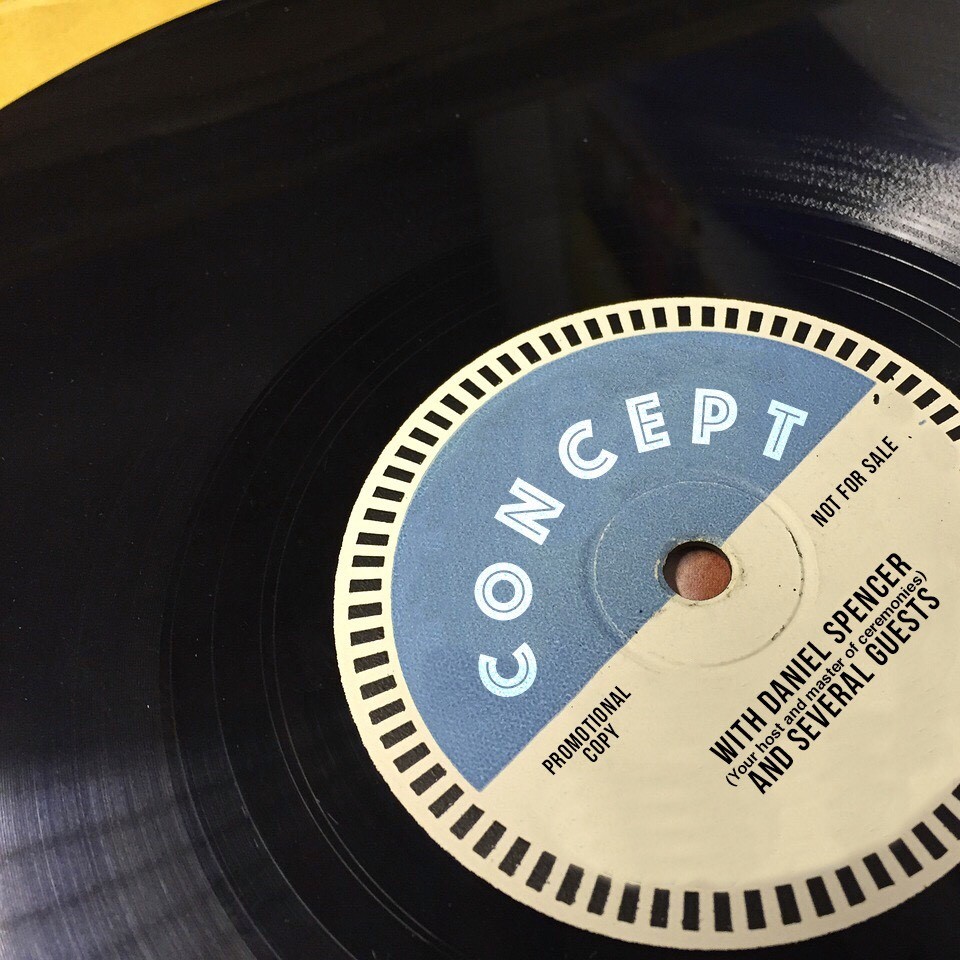 CONCEPT
NOT FOR SALE
PROMOTIONAL
COPY
WITH DANIEL SPENCER
(Your host and master of ceremonies)
AND SEVERAL GUESTS